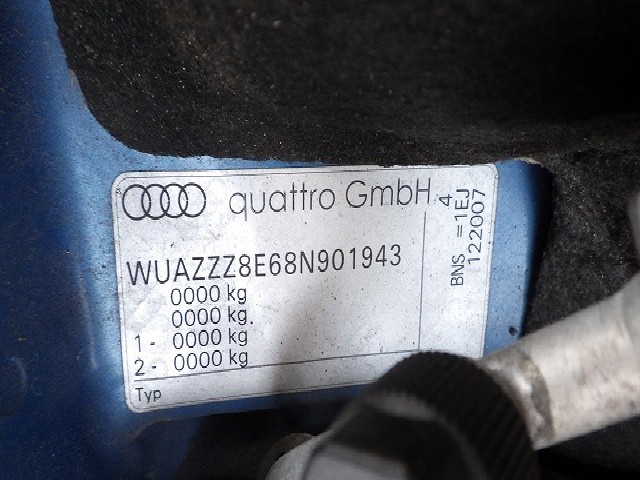 quattro GmbH
WUAZZZ8E68N901943
0000 kg
0000 kg.
1 - 0000 kg
2 - 0000 kg
Typ
4
BNS =1EJ
122007